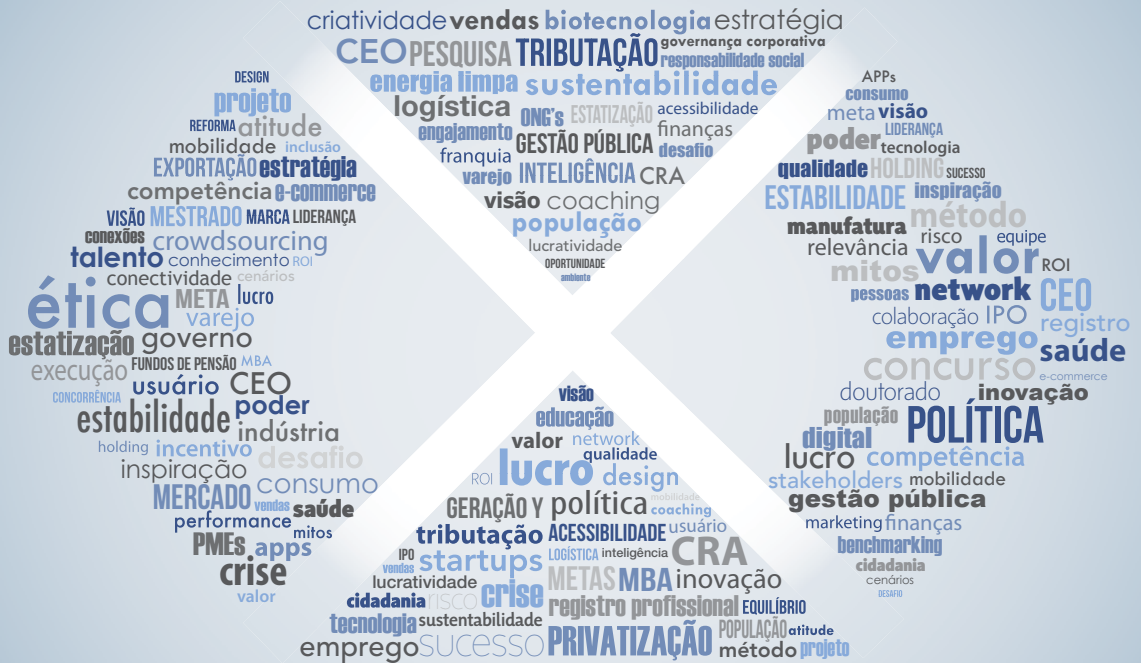 criatividade vendas biotecnologia estratégia
CEO PESQUISA TRIBUTAÇÃO governança corporativa
responsabilidade social
energia limpa sustentabilidade
logística ONG's ESTATIZAÇÃO acessibilidade
engajamento GESTÃO PÚBLICA finanças
franquia desafio
varejo INTELIGÊNCIA CRA
visão coaching
população
lucratividade
OPORTUNIDADE
ambiente
DESIGN
projeto
REFORMA atitude
mobilidade inclusão
EXPORTAÇÃO estratégia
competência e-commerce
VISÃO MESTRADO MARCA LIDERANÇA
conexões crowdsourcing
talento conhecimento ROI
conectividade cenários
ética META lucro
varejo
estatização governo
execução FUNDOS DE PENSÃO MBA
usuário CEO
CONCORRÊNCIA
estabilidade poder
indústria
holding incentivo desafio
inspiração consumo
MERCADO vendas saúde
performance mitos
PMEs apps
crise
valor
APPs
consumo
meta visão
LIDERANÇA
poder tecnologia
qualidade HOLDING SUCESSO
ESTABILIDADE inspiração
manufatura método
relevância risco equipe
mitos valor ROI
pessoas network CEO
colaboração IPO registro
emprego saúde
concurso e-commerce
doutorado inovação
população POLÍTICA
digital
lucro competência
stakeholders mobilidade
gestão pública
marketing finanças
benchmarking
cidadania
cenários
DESAFIO
visão
educação
valor network
qualidade
ROI lucro design
mobilidade
GERAÇÃO Y política coaching
tributação ACESSIBILIDADE usuário
IPO startups LOGÍSTICA inteligência CRA
vendas
lucratividade METAS MBA inovação
cidadania risco crise registro profissional EQUILÍBRIO
tecnologia sustentabilidade
emprego sucesso PRIVATIZAÇÃO POPULAÇÃO atitude
método projeto